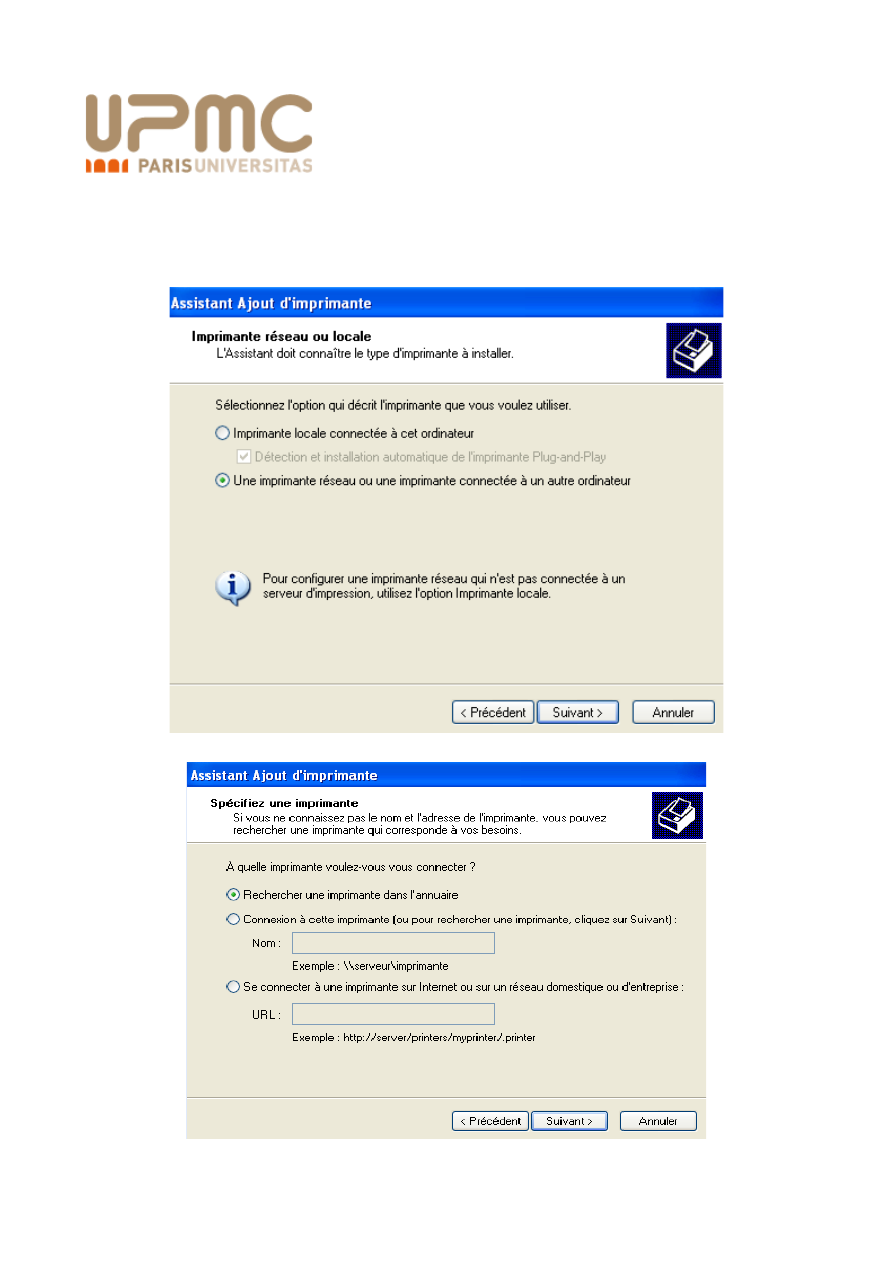 UPMC
PARISUNIVERSITAS
Assistant Ajout d'imprimante
Imprimante réseau ou locale
L'Assistant doit connaître le type d'imprimante à installer.
Sélectionnez l'option qui décrit l'imprimante que vous voulez utiliser.
Imprimante locale connectée à cet ordinateur
Détection et installation automatique de l'imprimante Plug-and-Play
Une imprimante réseau ou une imprimante connectée à un autre ordinateur
Pour configurer une imprimante réseau qui n'est pas connectée à un
serveur d'impression, utilisez l'option Imprimante locale.
< Précédent
Suivant >
Annuler
Assistant Ajout d'imprimante
Spécifiez une imprimante
Si vous ne connaissez pas le nom et l'adresse de l'imprimante, vous pouvez
rechercher une imprimante qui corresponde à vos besoins.
À quelle imprimante voulez-vous vous connecter ?
Rechercher une imprimante dans l'annuaire
Connexion à cette imprimante (ou pour rechercher une imprimante, cliquez sur Suivant) :
Nom :
Exemple : \\serveur\imprimante
Se connecter à une imprimante sur Internet ou sur un réseau domestique ou d'entreprise :
URL :
Exemple : http://server/printers/myprinter/.printer
< Précédent
Suivant >
Annuler